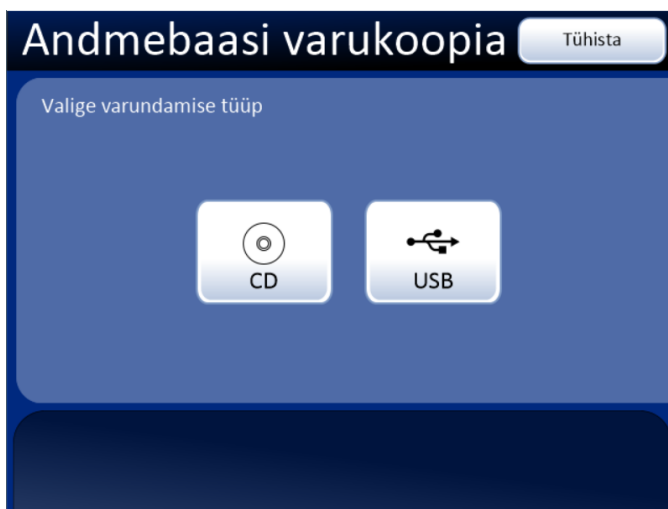 Andmebaasi varukoopia
Tühista
Valige varundamise tüüp
CD
USB